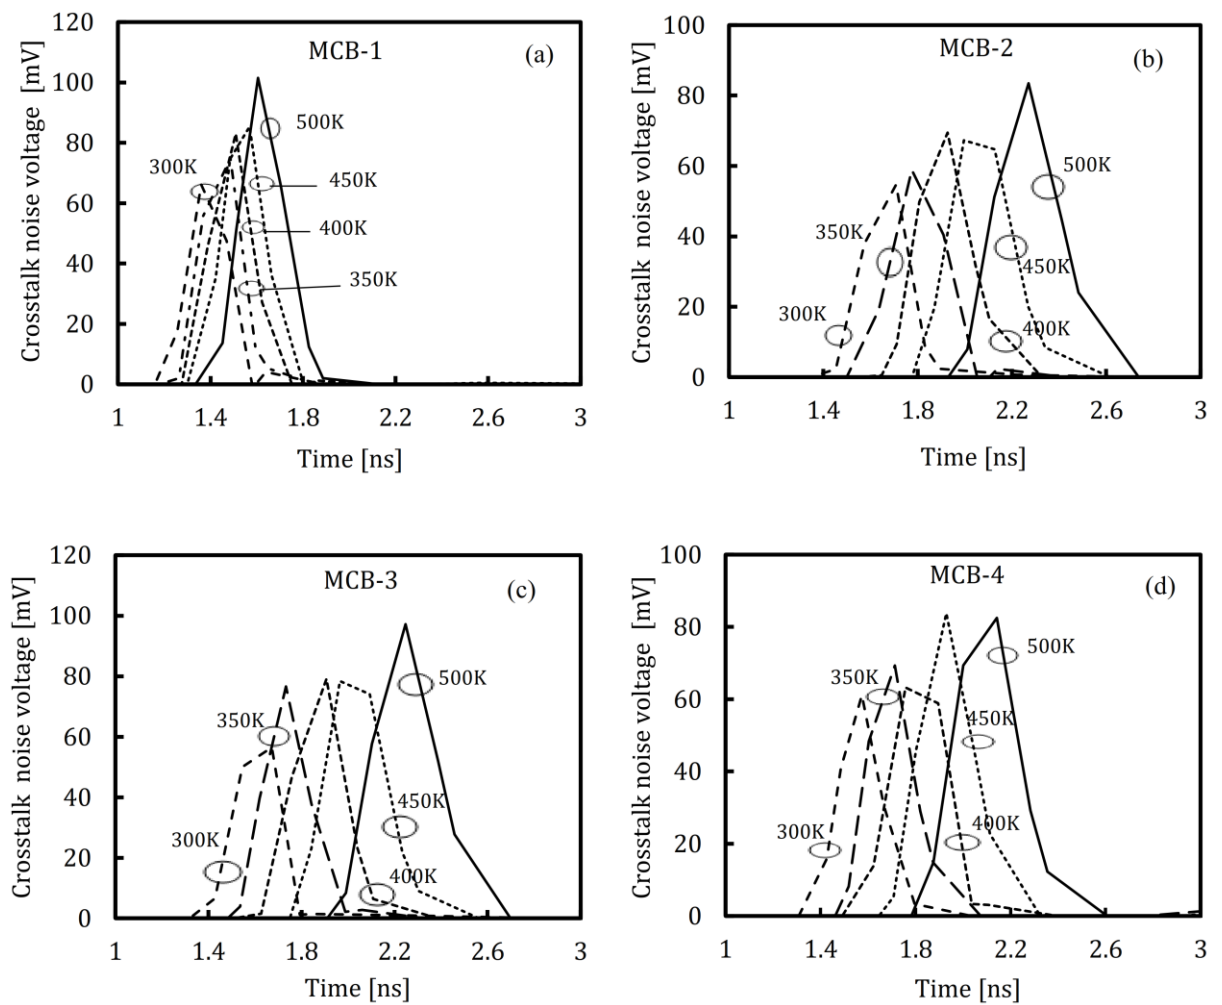 120
100
80
60
40
20
0
Crosstalk noise voltage [mV]
MCB-1
(a)
500K
300K
450K
400K
350K
1
1.4
1.8
2.2
2.6
3
Time [ns]
100
80
60
40
20
0
Crosstalk noise voltage [mV]
MCB-2
(b)
500K
350K
450K
300K
400K
1
1.4
1.8
2.2
2.6
3
Time [ns]
120
100
80
60
40
20
0
Crosstalk noise voltage [mV]
MCB-3
(c)
500K
350K
450K
300K
400K
1
1.4
1.8
2.2
2.6
3
Time [ns]
100
80
60
40
20
0
Crosstalk noise voltage [mV]
MCB-4
(d)
500K
350K
450K
300K
400K
1
1.4
1.8
2.2
2.6
3
Time [ns]